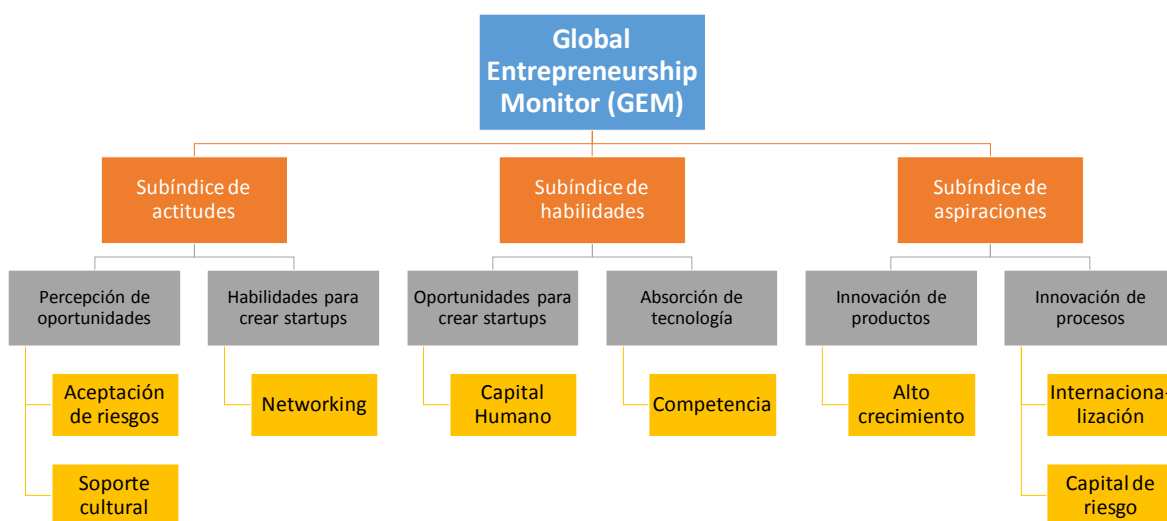 Global
Entrepreneurship
Monitor (GEM)
Subíndice de
actitudes
Subíndice de
habilidades
Subíndice de
aspiraciones
Percepción de
oportunidades
Habilidades para
crear startups
Oportunidades para
crear startups
Absorción de
tecnología
Innovación de
productos
Innovación de
procesos
Aceptación
de riesgos
Networking
Capital
Humano
Competencia
Alto
crecimiento
Internaciona-
lización
Soporte
cultural
Capital de
riesgo